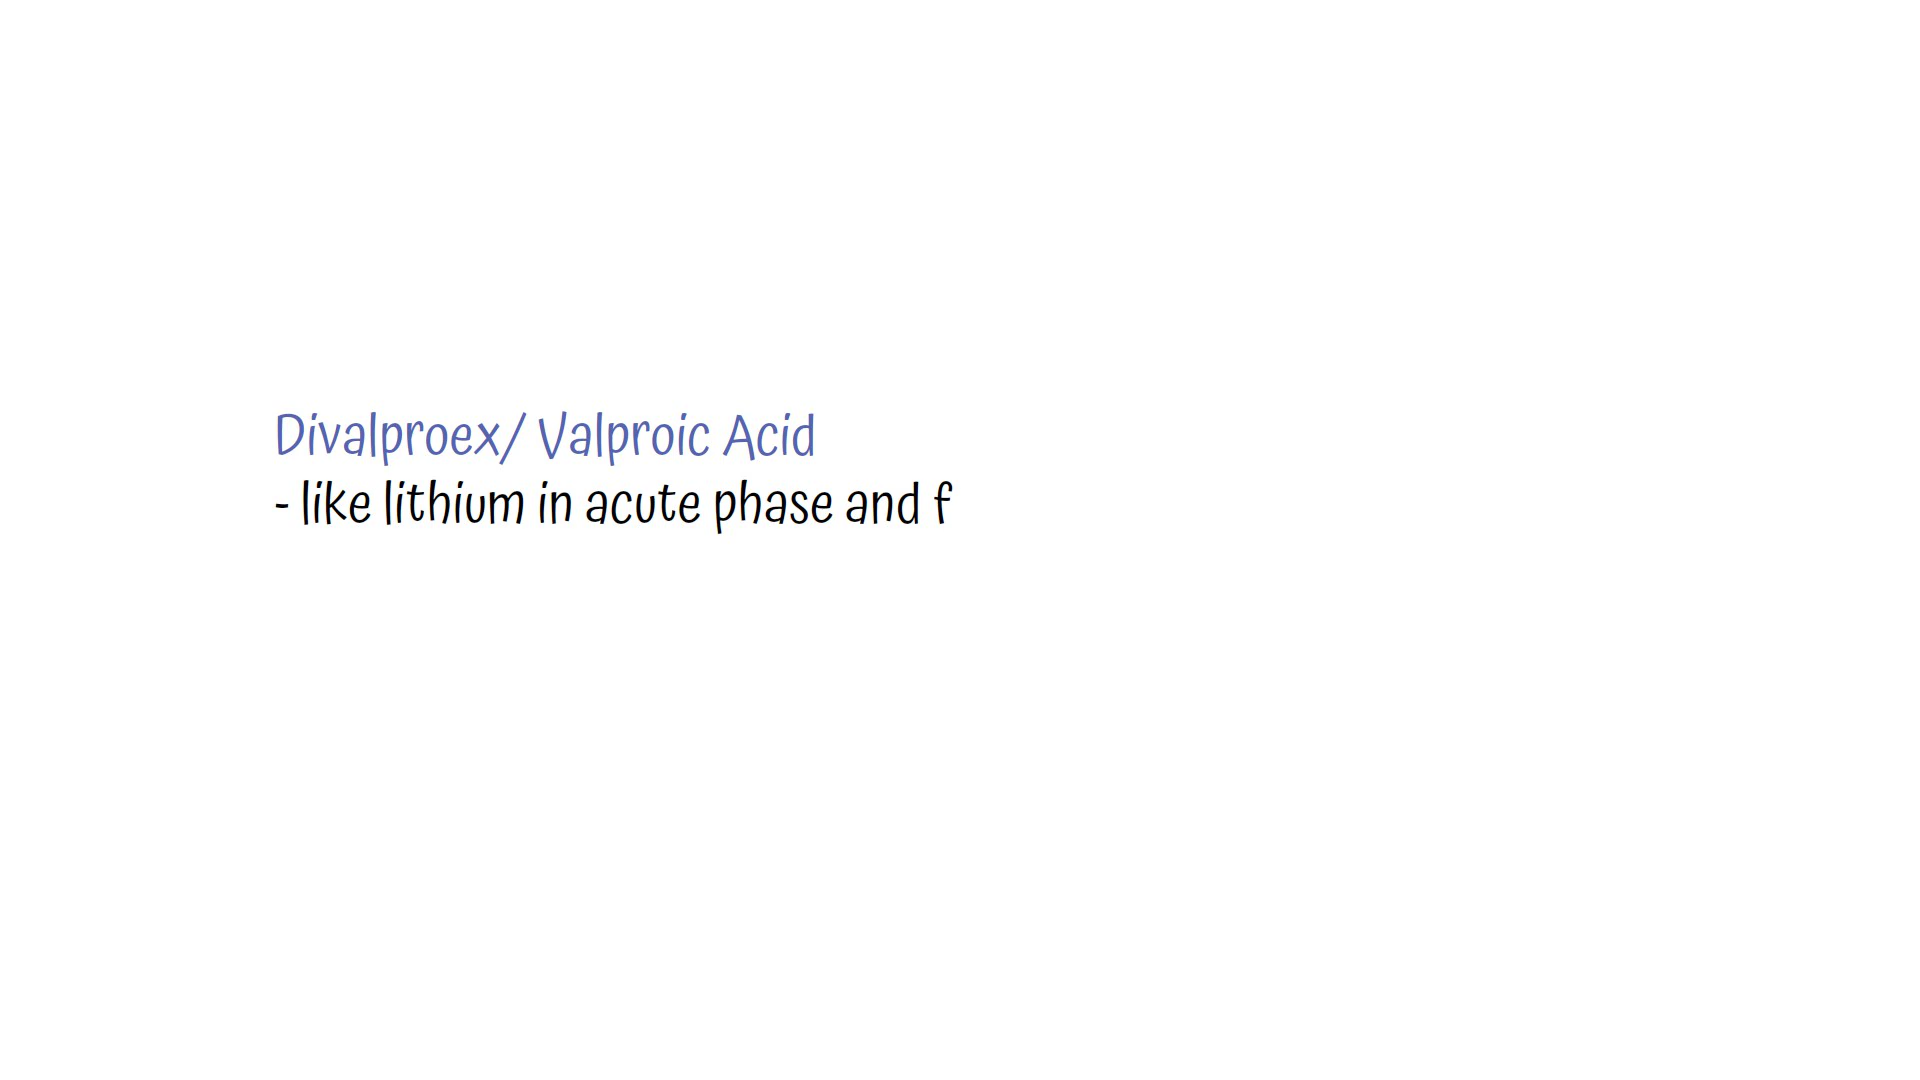 Divalproex/ Valproic Acid
- like lithium in acute phase and f